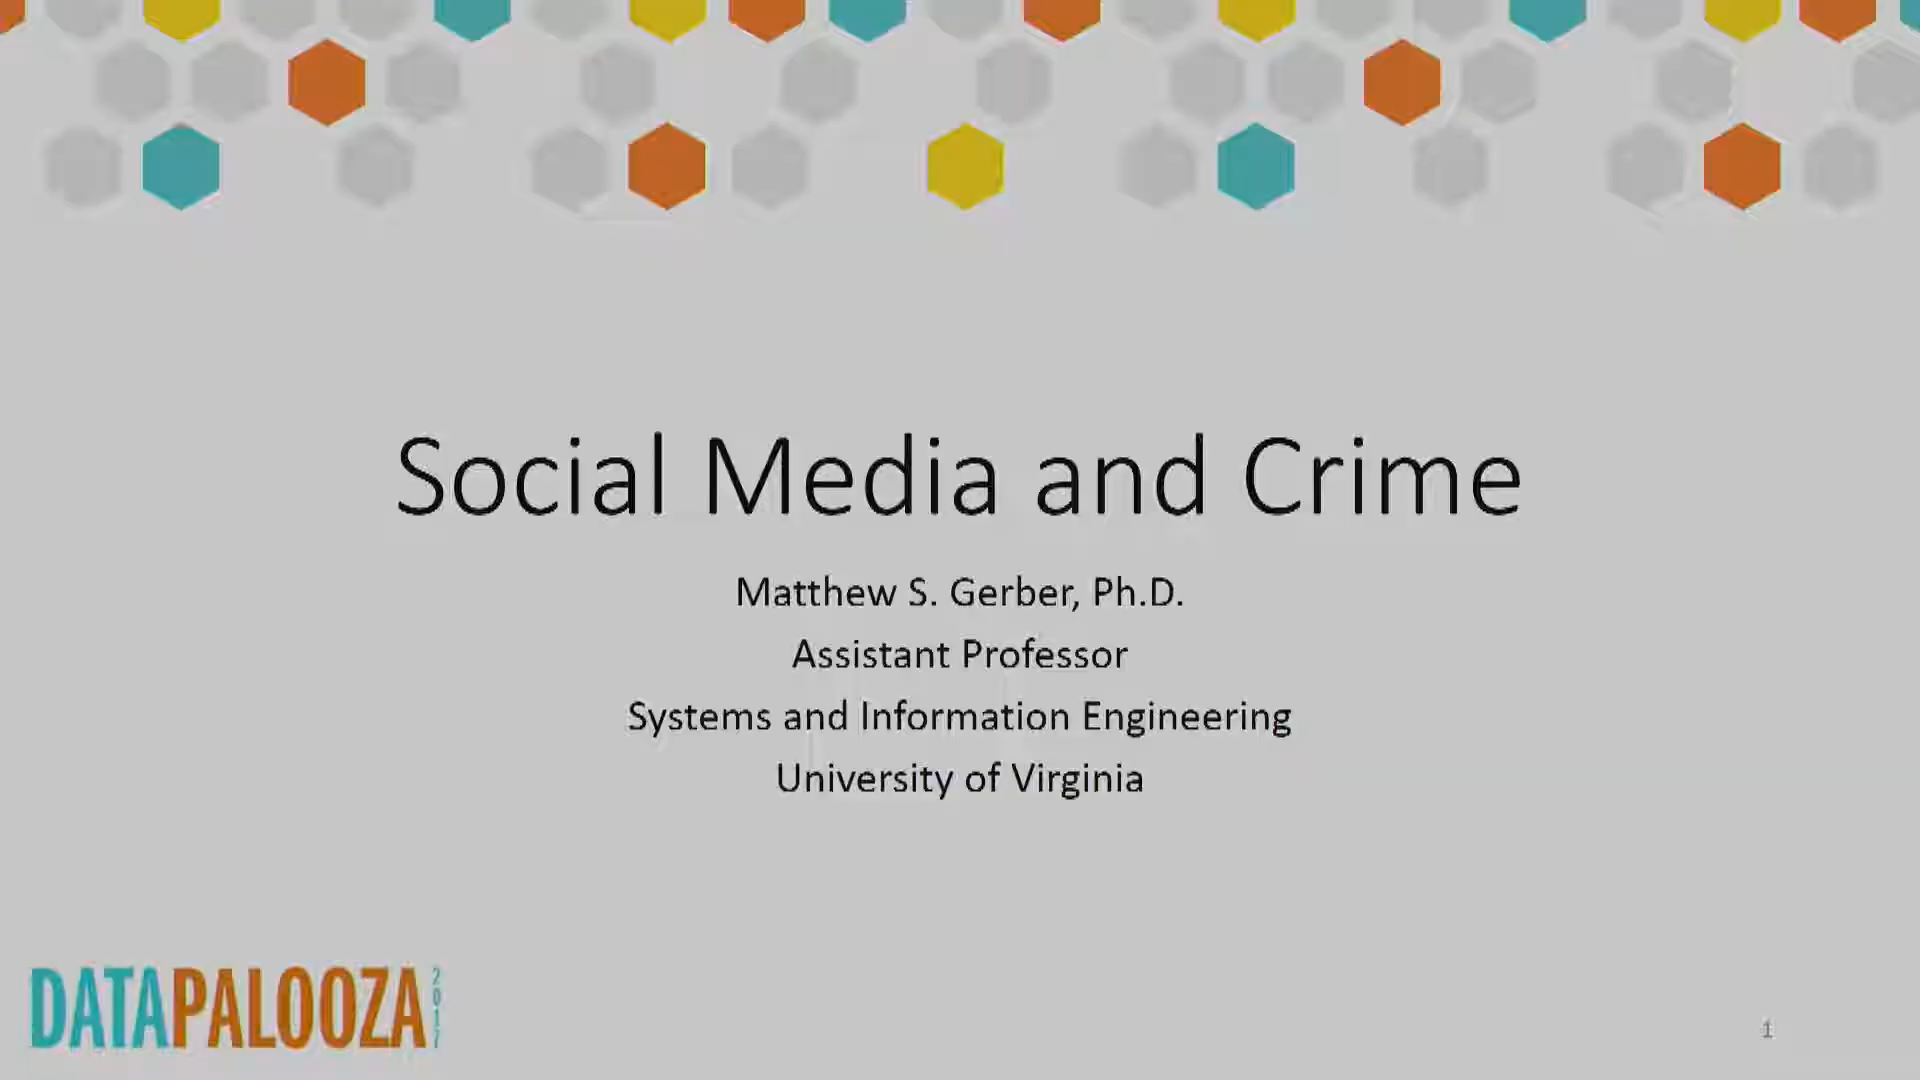 Social Media and Crime
Matthew S. Gerber, Ph.D.
Assistant Professor
Systems and Information Engineering
University of Virginia
DATAPALOOZA 2017
1